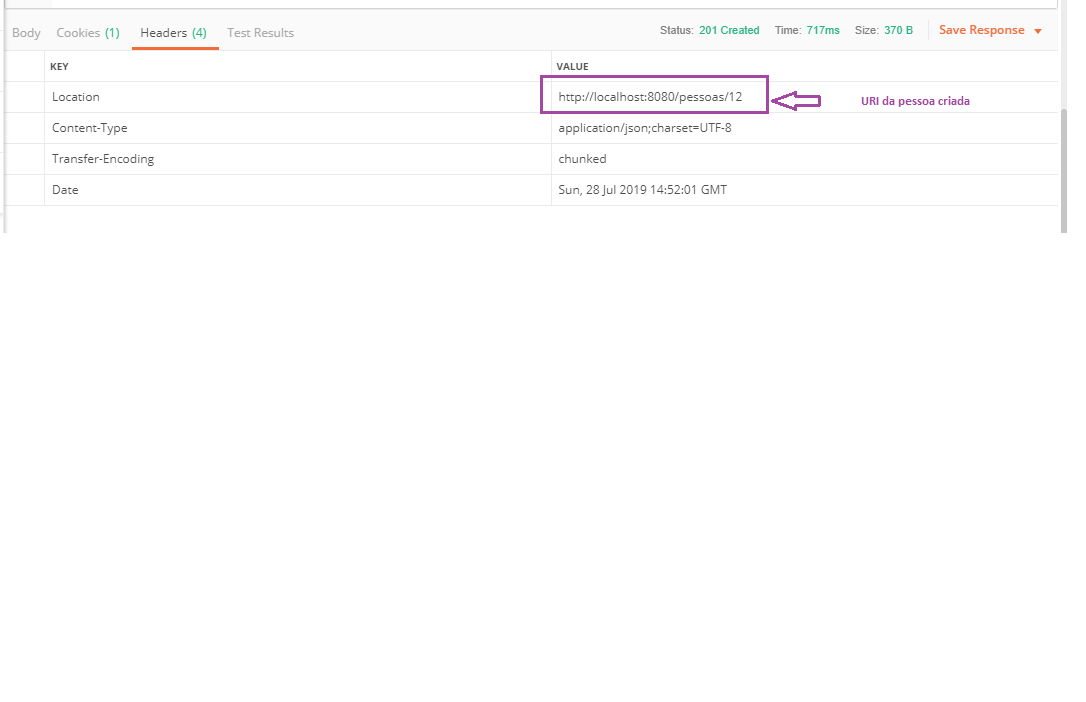 Body Cookies (1) Headers (4) Test Results Status: 201 Created Time: 717ms Size: 370 B Save Response
KEY VALUE
Location http://localhost:8080/pessoas/12 URI da pessoa criada
Content-Type application/json;charset=UTF-8
Transfer-Encoding chunked
Date Sun, 28 Jul 2019 14:52:01 GMT